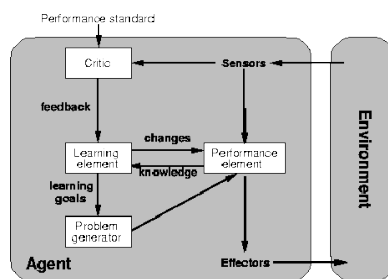 Performance standard
Critic
Sensors
feedback
changes
Learning
element
Performance
element
knowledge
learning
goals
Problem
generator
Agent
Effectors
Environment